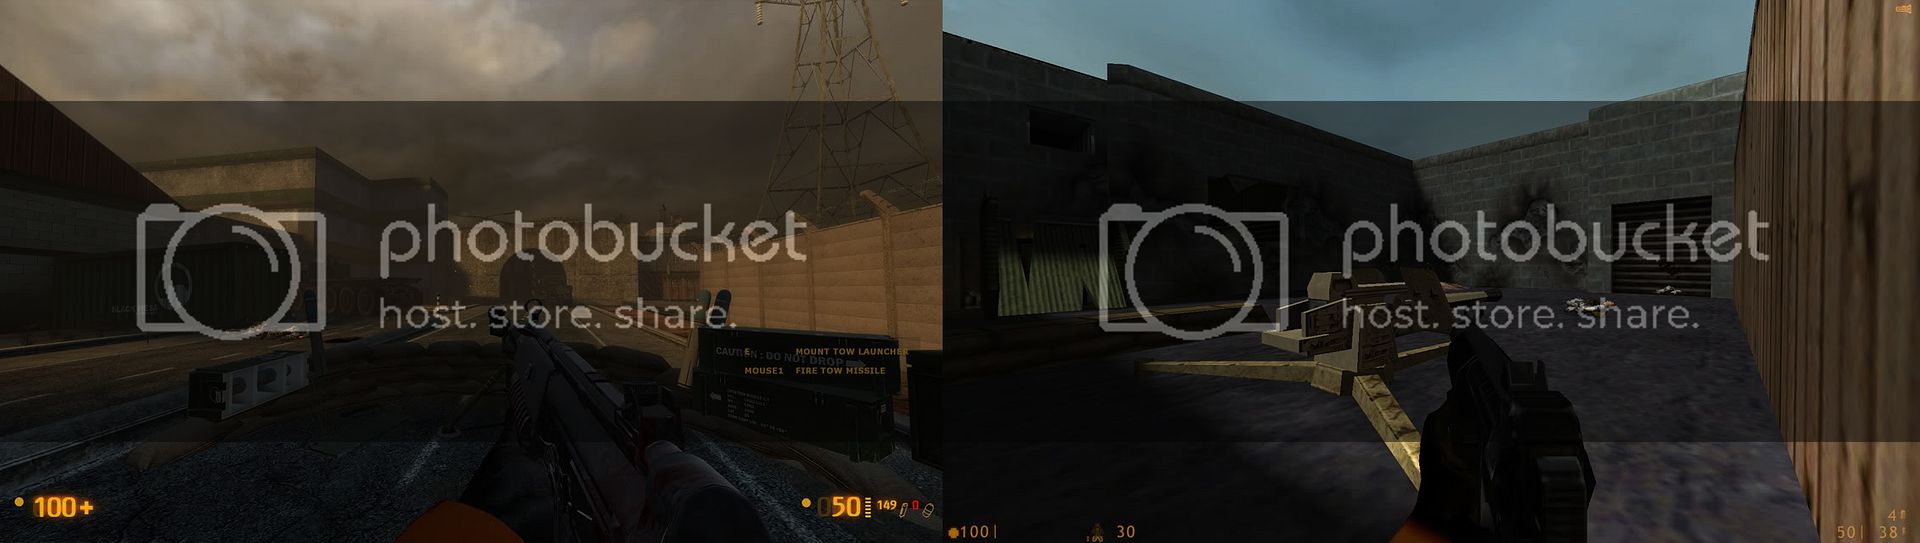 photobucket
host. store. share.
photobucket
host. store. share.
CAUTION : DO NOT DROP
E MOUNT TOW LAUNCHER
MOUSE1 FIRE TOW MISSILE
100+
050 149 0
100|
30
4
50| 38